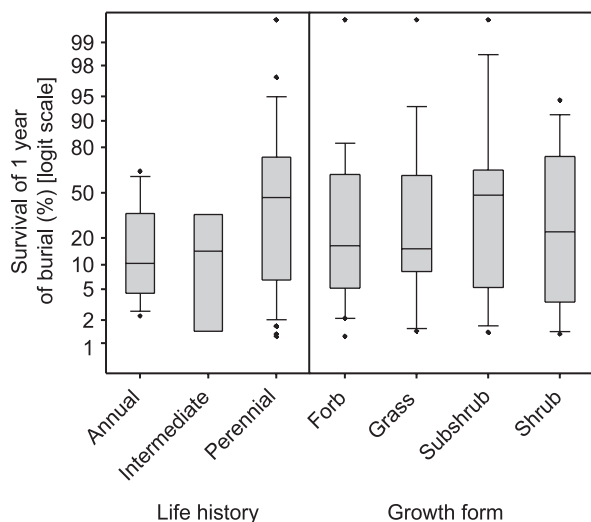 Survival of 1 year
of burial (%) [logit scale]
99
98
95
90
80
50
20
10
5
2
1
Annual
Intermediate
Perennial
Forb
Grass
Subshrub
Shrub
Life history
Growth form